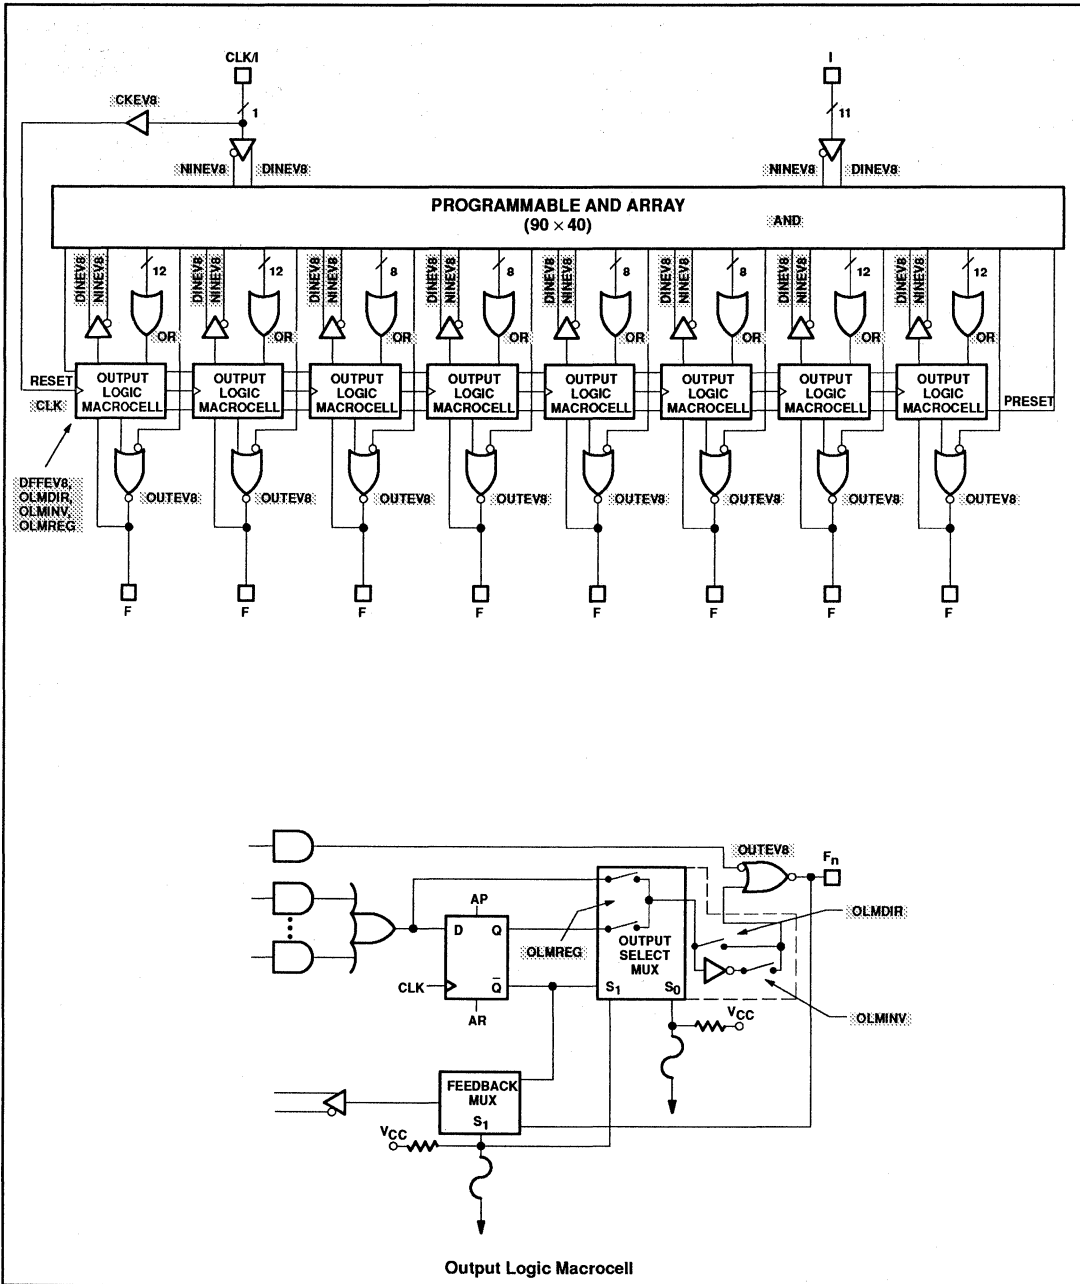 CLK/I
I
CKEV8
1
11
NINEV8 DINEV8
NINEV8 DINEV8
PROGRAMMABLE AND ARRAY
(90 × 40)
AND
DINEV8 NINEV8 12 DINEV8 NINEV8 12 DINEV8 NINEV8 8 DINEV8 NINEV8 8 DINEV8 NINEV8 8 DINEV8 NINEV8 8 DINEV8 NINEV8 12 DINEV8 NINEV8 12
OR OR OR OR OR OR OR OR
RESET
CLK
OUTPUT OUTPUT OUTPUT OUTPUT OUTPUT OUTPUT OUTPUT OUTPUT
LOGIC LOGIC LOGIC LOGIC LOGIC LOGIC LOGIC LOGIC
MACROCELL MACROCELL MACROCELL MACROCELL MACROCELL MACROCELL MACROCELL MACROCELL
PRESET
DFFEV8,
OLMDIR,
OLMINV,
OLMREG
OUTEV8 OUTEV8 OUTEV8 OUTEV8 OUTEV8 OUTEV8 OUTEV8 OUTEV8
F F F F F F F F
OUTEV8
Fn
AP
D Q
OLMREG
OUTPUT
SELECT
MUX
OLMDIR
CLK
Q̅
S1 S0
AR
VCC
OLMINV
FEEDBACK
MUX
S1
VCC
Output Logic Macrocell